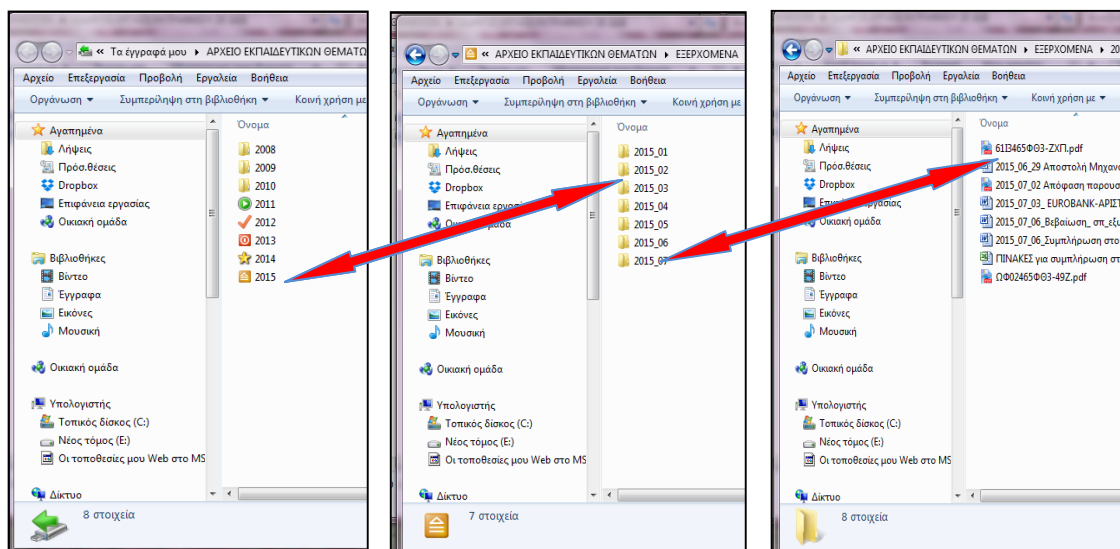 « Τα έγγραφά μου ▸ ΑΡΧΕΙΟ ΕΚΠΑΙΔΕΥΤΙΚΩΝ ΘΕΜΑΤΩ
Αρχείο Επεξεργασία Προβολή Εργαλεία Βοήθεια
Οργάνωση Συμπερίληψη στη βιβλιοθήκη Κοινή χρήση με
Αγαπημένα
Λήψεις
Πρόσ.θέσεις
Dropbox
Επιφάνεια εργασίας
Οικιακή ομάδα
Βιβλιοθήκες
Βίντεο
Έγγραφα
Εικόνες
Μουσική
Οικιακή ομάδα
Υπολογιστής
Τοπικός δίσκος (C:)
Νέος τόμος (E:)
Οι τοποθεσίες μου Web στο MS
Δίκτυο
Όνομα
2008
2009
2010
2011
2012
2013
2014
2015
8 στοιχεία
« ΑΡΧΕΙΟ ΕΚΠΑΙΔΕΥΤΙΚΩΝ ΘΕΜΑΤΩΝ ▸ ΕΞΕΡΧΟΜΕΝΑ
Αρχείο Επεξεργασία Προβολή Εργαλεία Βοήθεια
Οργάνωση Συμπερίληψη στη βιβλιοθήκη Κοινή χρήση με
Αγαπημένα
Λήψεις
Πρόσ.θέσεις
Dropbox
Επιφάνεια
ομάδα
Βιβλιοθήκες
Βίντεο
Έγγραφα
Εικόνες
Μουσική
Οικιακή ομάδα
Υπολογιστής
Τοπικός δίσκος (C:)
Νέος τόμος (E:)
Οι τοποθεσίες μου Web στο MS
Δίκτυο
Όνομα
2015_01
2015_02
2015_03
2015_04
2015_05
2015_06
2015_07
7 στοιχεία
« ΑΡΧΕΙΟ ΕΚΠΑΙΔΕΥΤΙΚΩΝ ΘΕΜΑΤΩΝ ▸ ΕΞΕΡΧΟΜΕΝΑ ▸ 20
Αρχείο Επεξεργασία Προβολή Εργαλεία Βοήθεια
Οργάνωση Συμπερίληψη στη βιβλιοθήκη Κοινή χρήση με
Αγαπημένα
Λήψεις
Πρόσ.θέσεις
Dropbox
ομάδα
Βιβλιοθήκες
Βίντεο
Έγγραφα
Εικόνες
Μουσική
Οικιακή ομάδα
Υπολογιστής
Τοπικός δίσκος (C:)
Νέος τόμος (E:)
Οι τοποθεσίες μου Web στο MS
Δίκτυο
Όνομα
61Ι3465ΦΘ3-ΖΧΠ.pdf
2015_06_29 Αποστολή Μηχανο
2015_07_02 Απόφαση παρουσ
2015_07_03_ EUROBANK-ΑΡΙΣΤ
2015_07_06_Βεβαίωση_ σπ_εξω
2015_07_06_Συμπλήρωση στο
ΠΙΝΑΚΕΣ για συμπλήρωση στ
ΩΦ02465ΦΘ3-49Ζ.pdf
8 στοιχεία